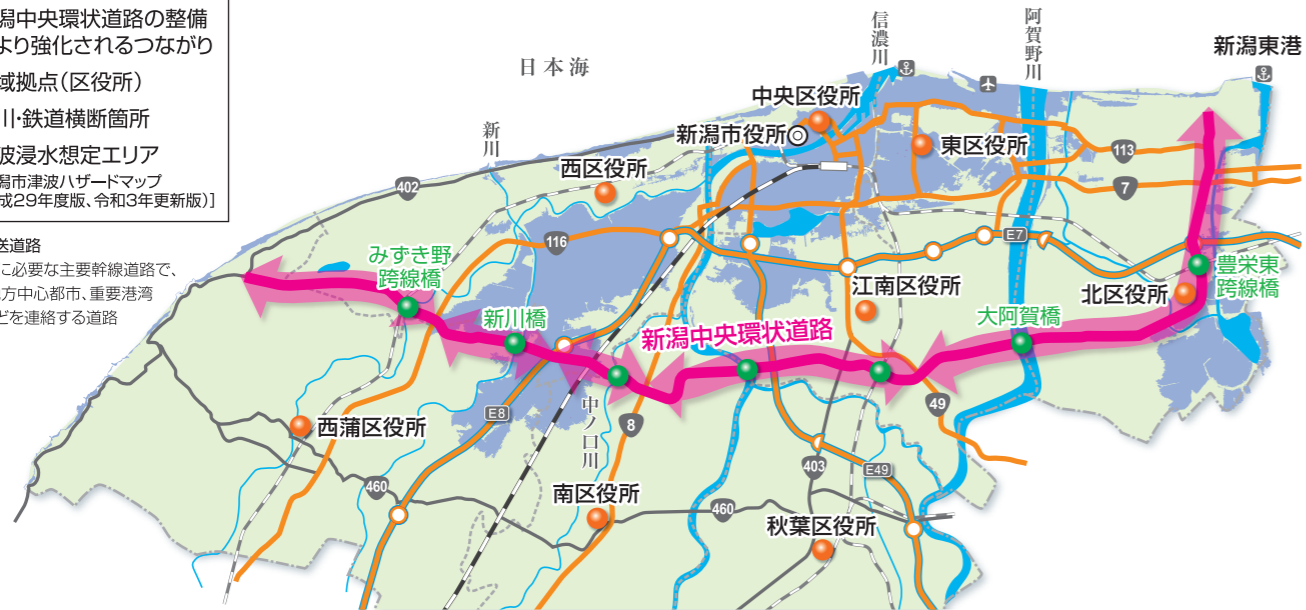 潟中央環状道路の整備
より強化されるつながり
域拠点(区役所)
川・鉄道横断箇所
波浸水想定エリア
潟市津波ハザードマップ
成29年度版、令和3年更新版)]
送道路
に必要な主要幹線道路で、
方中心都市、重要港湾
どを連絡する道路
日本海
信濃川
阿賀野川
新潟東港
中央区役所
新潟市役所
東区役所
新川
西区役所
113
7
402
116
E7
みずき野
跨線橋
江南区役所
北区役所
豊栄東
跨線橋
新川橋
大阿賀橋
新潟中央環状道路
E8
中ノ口川
8
49
西蒲区役所
403
E49
460
南区役所
460
秋葉区役所